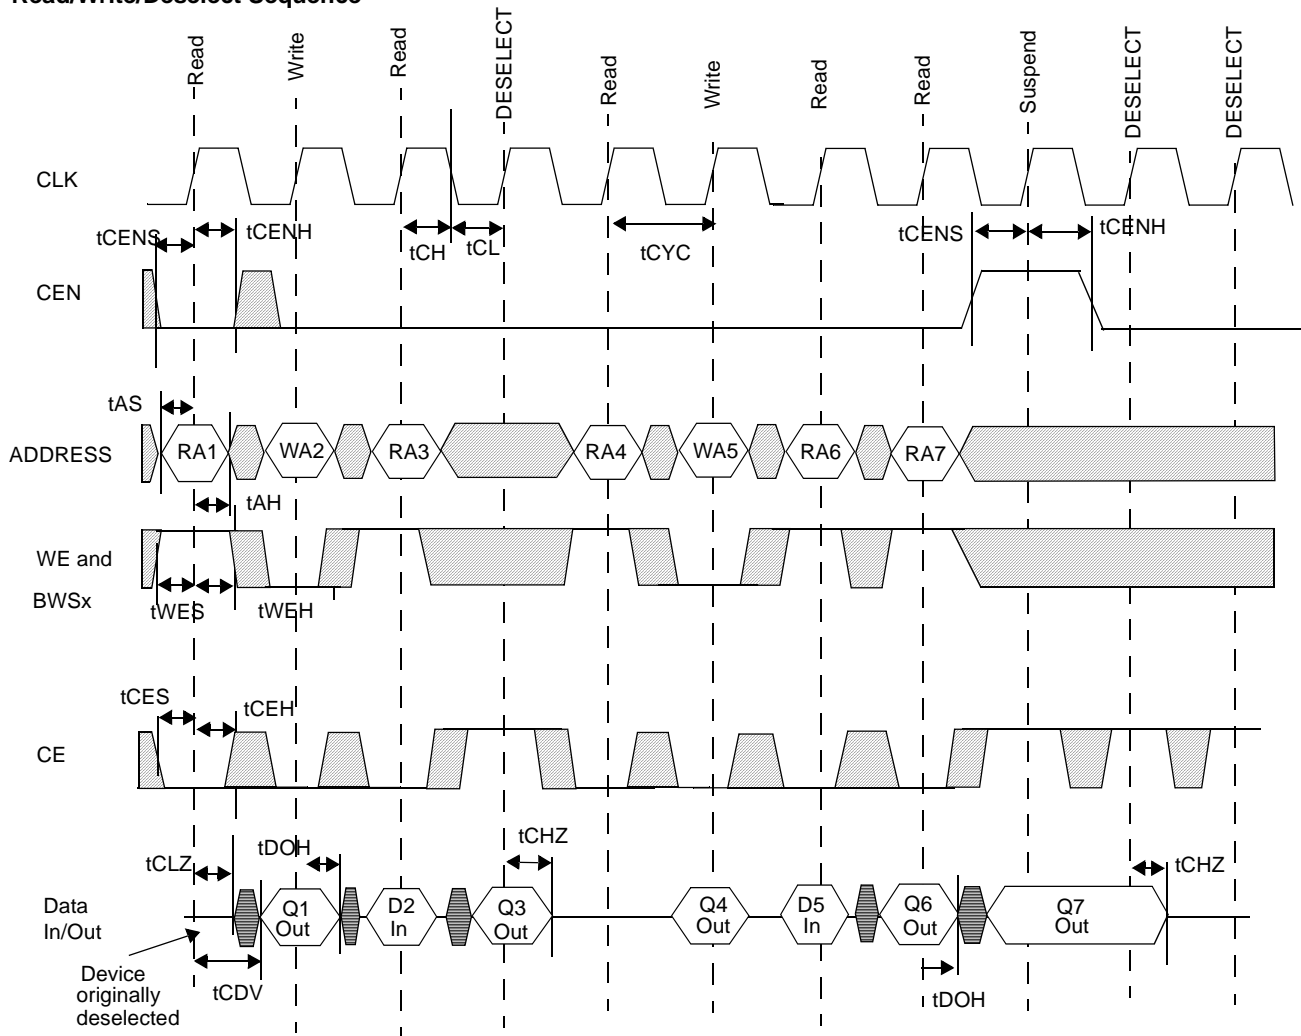 Read/Write/Deselect Sequence
Read
Write
Read
DESELECT
Read
Write
Read
Read
Suspend
DESELECT
DESELECT
CLK
tCENS
tCENH
tCH
tCL
tCYC
tCENS
tCENH
CEN
tAS
ADDRESS
RA1
WA2
RA3
RA4
WA5
RA6
RA7
tAH
WE and
BWSx
tWES
tWEH
tCES
tCEH
CE
tCLZ
tDOH
tCHZ
tCHZ
Data
In/Out
Q1
Out
D2
In
Q3
Out
Q4
Out
D5
In
Q6
Out
Q7
Out
Device
originally
deselected
tCDV
tDOH